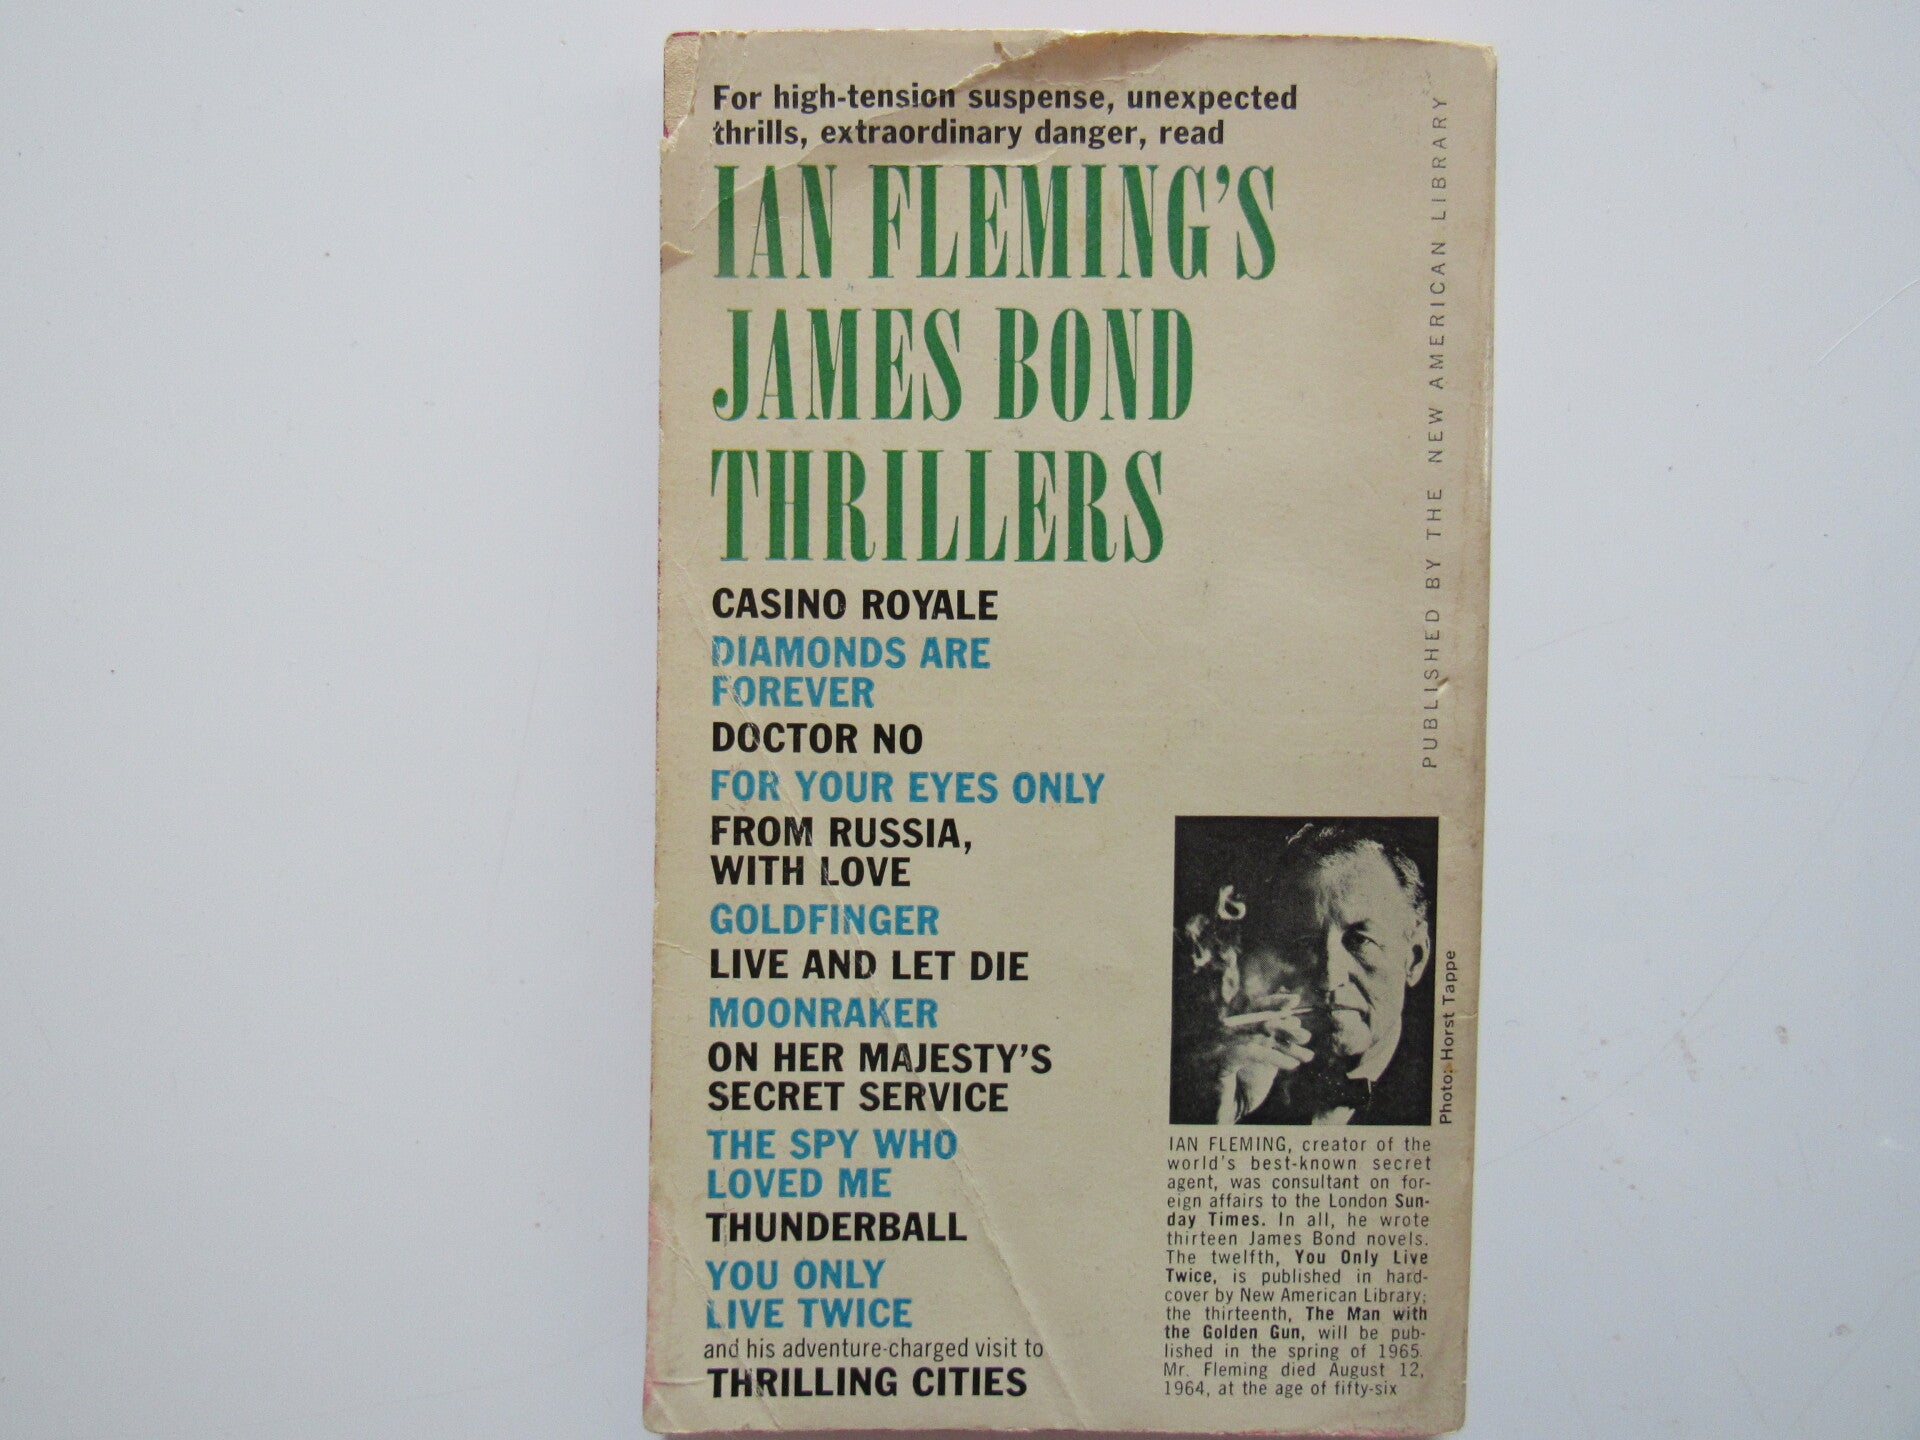 For high-tension suspense, unexpected
thrills, extraordinary danger, read
IAN FLEMING'S
JAMES BOND
THRILLERS
CASINO ROYALE
DIAMONDS ARE
FOREVER
DOCTOR NO
FOR YOUR EYES ONLY
FROM RUSSIA,
WITH LOVE
GOLDFINGER
LIVE AND LET DIE
MOONRAKER
ON HER MAJESTY'S
SECRET SERVICE
THE SPY WHO
LOVED ME
THUNDERBALL
YOU ONLY
LIVE TWICE
and his adventure-charged visit to
THRILLING CITIES
PUBLISHED BY THE NEW AMERICAN LIBRARY
Photo: Horst Tappe
IAN FLEMING, creator of the
world's best-known secret
agent, was consultant on for-
eign affairs to the London Sun-
day Times. In all, he wrote
thirteen James Bond novels.
The twelfth, You Only Live
Twice, is published in hard-
cover by New American Library;
the thirteenth, The Man with
the Golden Gun, will be pub-
lished in the spring of 1965.
Mr. Fleming died August 12,
1964, at the age of fifty-six